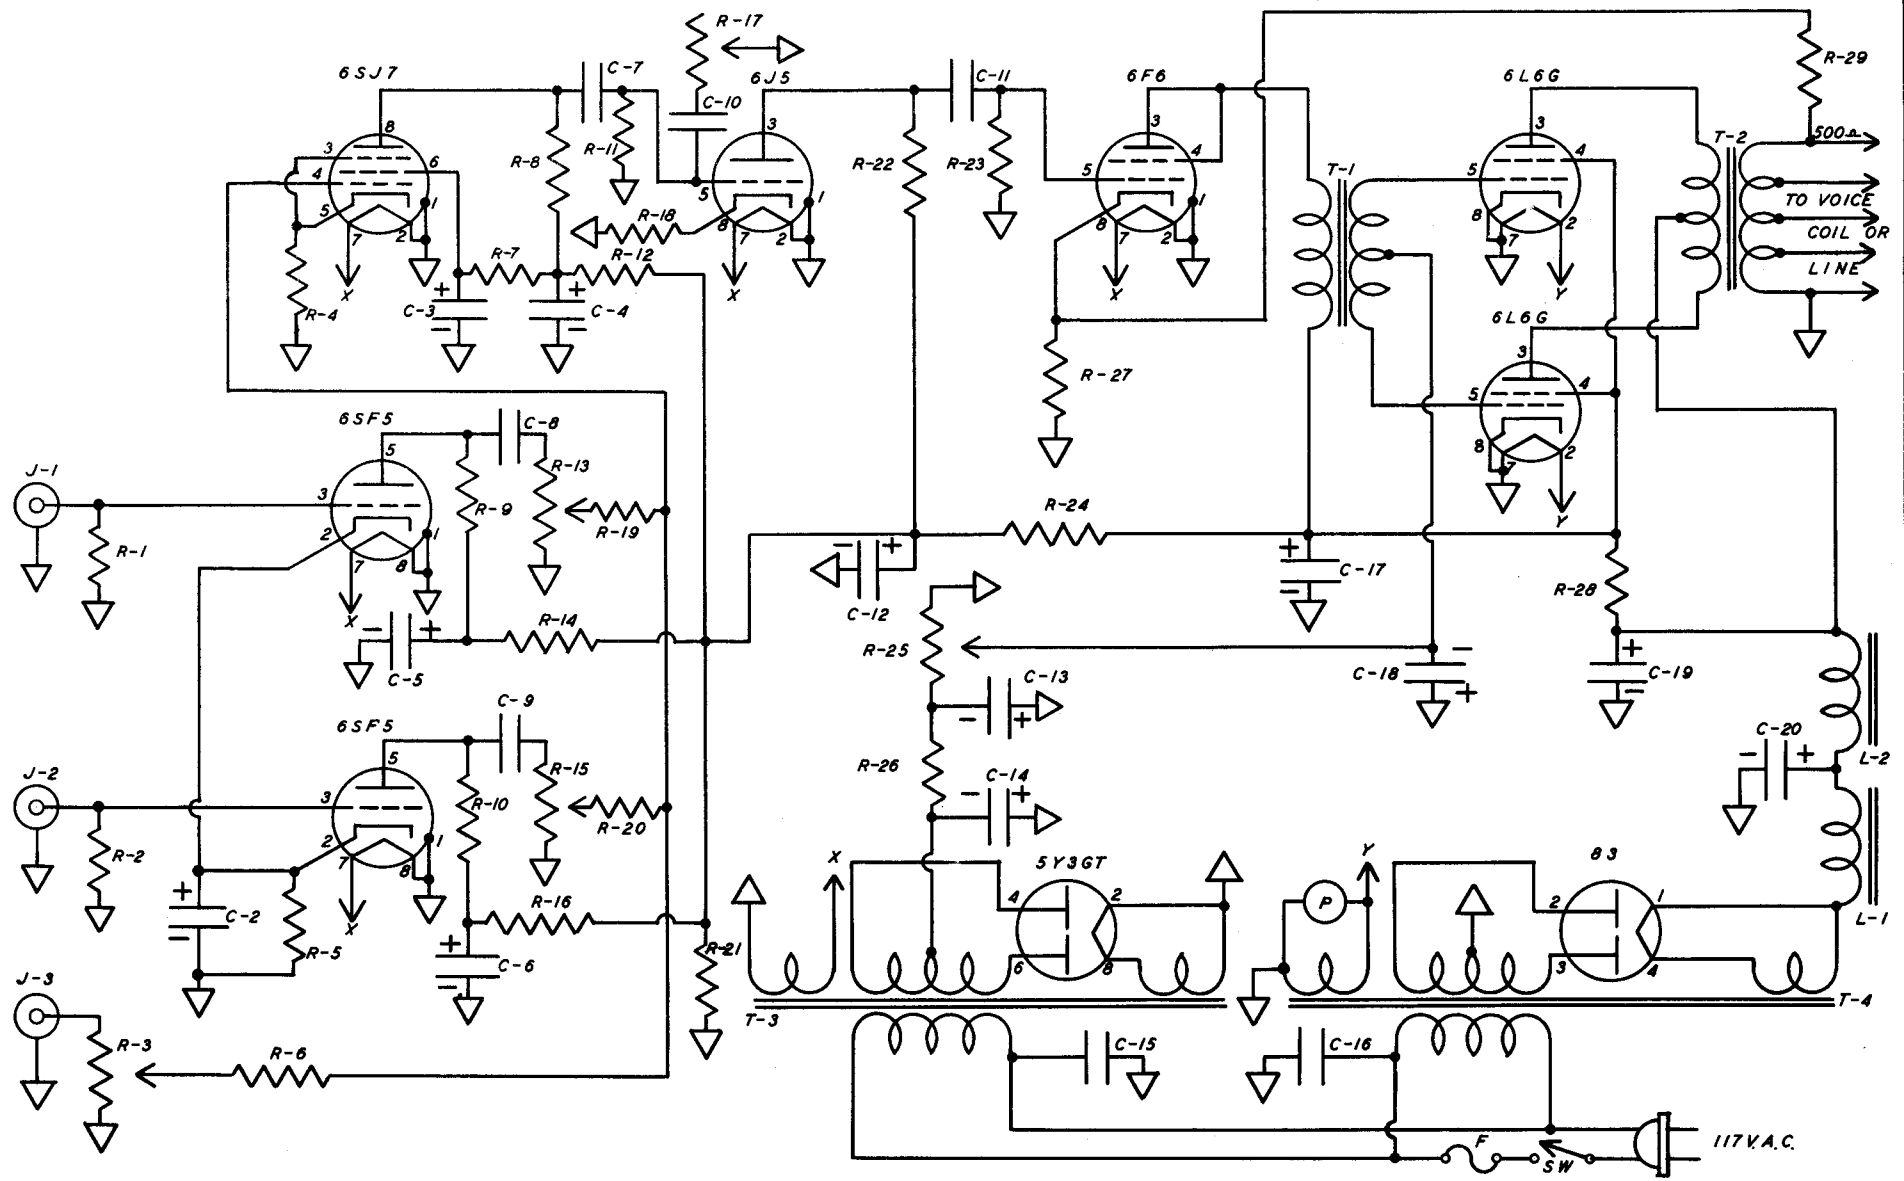 R-17
6SJ7
C-7
6J5
C-11
6F6
6L6G
R-29
C-10
8
3
3
3
3
R-11
R-8
500Ω
T-2
3
6
4
4
R-22
R-23
4
5
5
5
T-1
1
1
1
TO VOICE
5
R-18
8
8
8
COIL OR
7
2
7
2
7
2
7
2
R-7
R-12
LINE
X
X
X
Y
R-4
C-3
+
-
+
-
C-4
6L6G
3
R-27
4
5
6SF5
C-8
8
7
2
5
R-13
J-1
3
R-9
R-19
R-24
Y
2
1
R-1
7
8
-
+
+
C-17
-
R-28
C-12
X
-
+
R-14
R-25
C-5
-
C-18
+
+
C-19
-
C-13
-
+
6SF5
C-9
C-20
-
+
L-2
5
R-15
R-26
J-2
3
R-10
R-20
C-14
-
+
2
1
R-2
7
8
X
5Y3GT
Y
83
+
C-2
-
R-5
X
R-16
4
2
P
2
1
L-1
+
C-6
-
R-21
6
8
3
4
J-3
T-3
T-4
R-3
R-6
C-15
C-16
F
SW
117 V.A.C.